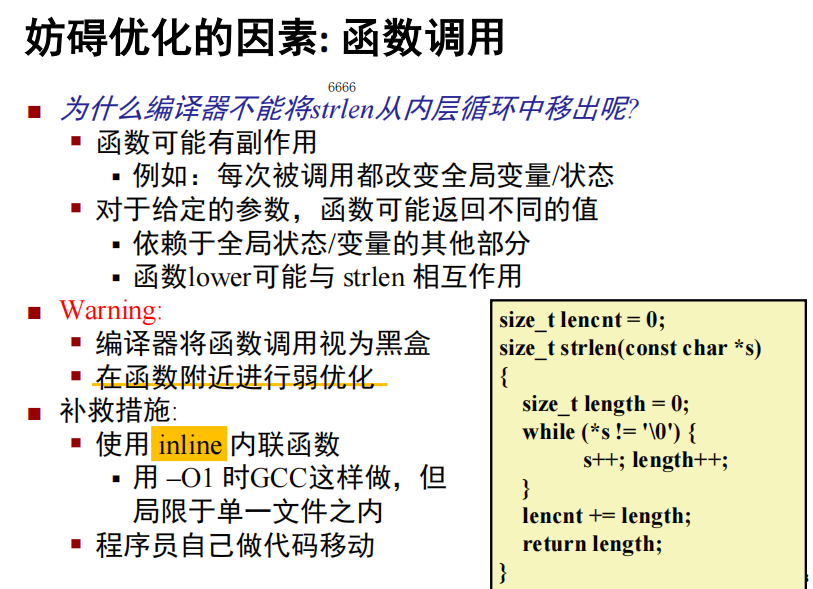 妨碍优化的因素: 函数调用
6666
为什么编译器不能将strlen从内层循环中移出呢?
函数可能有副作用
例如：每次被调用都改变全局变量/状态
对于给定的参数，函数可能返回不同的值
依赖于全局状态/变量的其他部分
函数lower可能与 strlen 相互作用
Warning:
编译器将函数调用视为黑盒
在函数附近进行弱优化
补救措施:
使用 inline 内联函数
用 –O1 时GCC这样做，但
局限于单一文件之内
程序员自己做代码移动
size_t lencnt = 0;
size_t strlen(const char *s)
{
size_t length = 0;
while (*s != '\0') {
s++; length++;
}
lencnt += length;
return length;
}